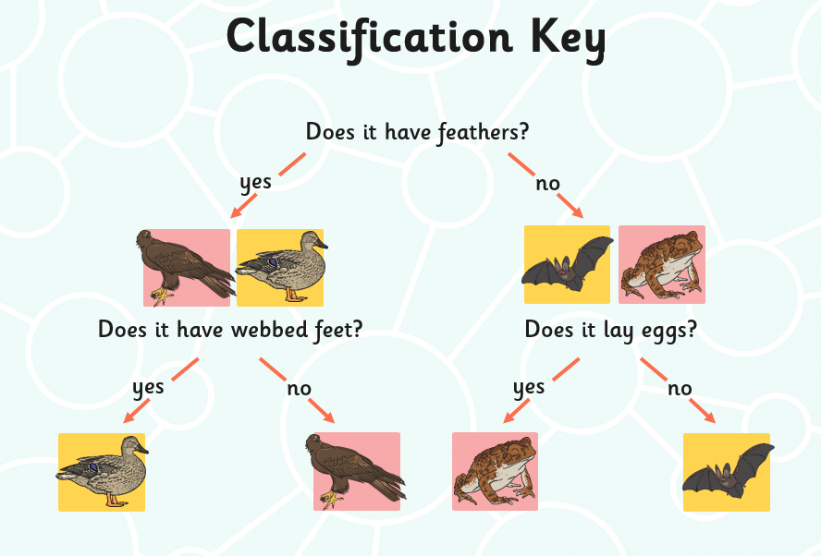 Classification Key
Does it have feathers?
yes
no
Does it have webbed feet?
Does it lay eggs?
yes
no
yes
no